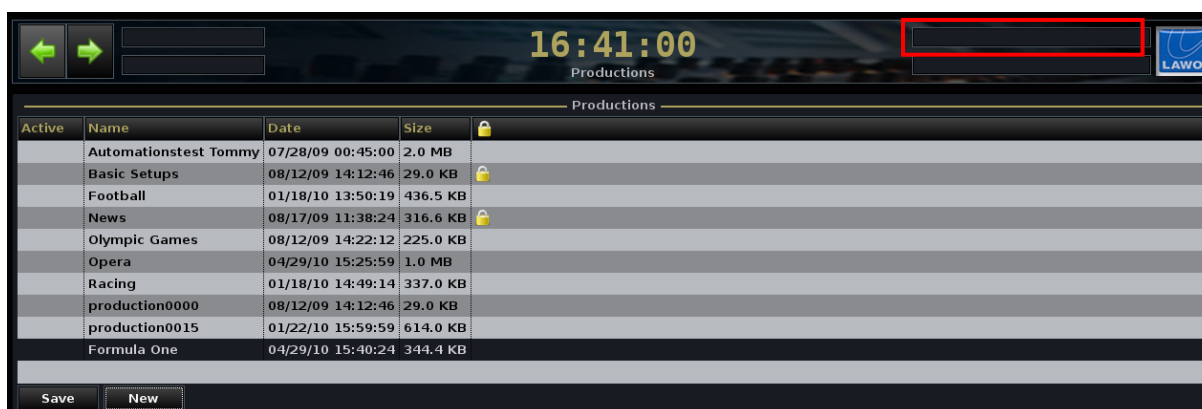 16:41:00
Productions
LAWO
Productions
Active Name Date Size
Automationstest Tommy 07/28/09 00:45:00 2.0 MB
Basic Setups 08/12/09 14:12:46 29.0 KB
Football 01/18/10 13:50:19 436.5 KB
News 08/17/09 11:38:24 316.6 KB
Olympic Games 08/12/09 14:22:12 225.0 KB
Opera 04/29/10 15:25:59 1.0 MB
Racing 01/18/10 14:49:14 337.0 KB
production0000 08/12/09 14:12:46 29.0 KB
production0015 01/22/10 15:59:59 614.0 KB
Formula One 04/29/10 15:40:24 344.4 KB
Save New